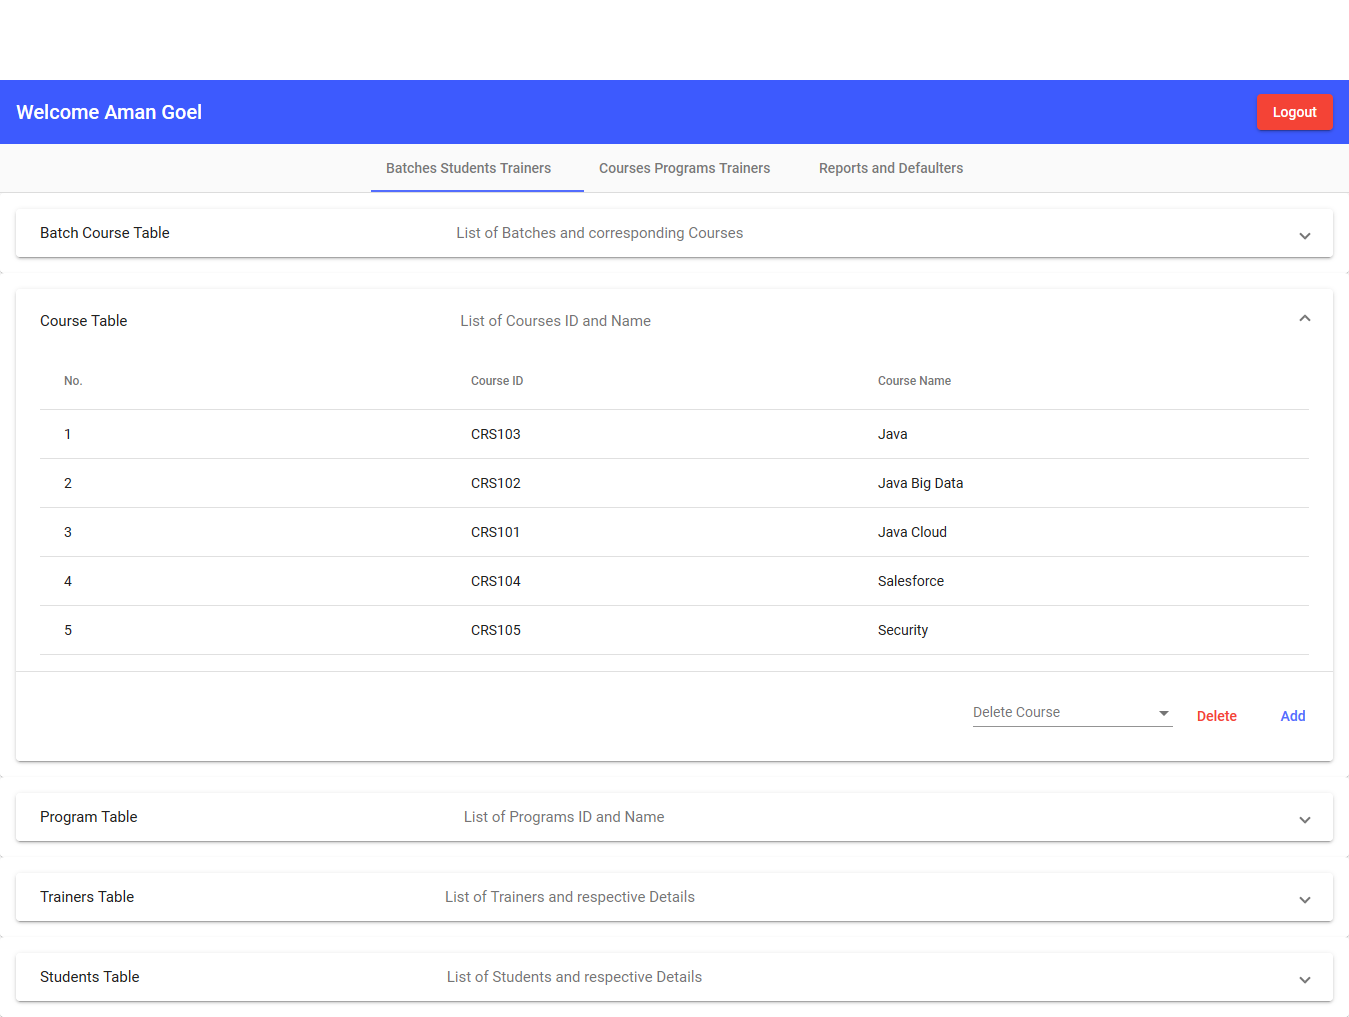 Welcome Aman Goel
Logout
Batches Students Trainers
Courses Programs Trainers
Reports and Defaulters
Batch Course Table
List of Batches and corresponding Courses
Course Table
List of Courses ID and Name
No. Course ID Course Name
1 CRS103 Java
2 CRS102 Java Big Data
3 CRS101 Java Cloud
4 CRS104 Salesforce
5 CRS105 Security
Delete Course
Delete
Add
Program Table
List of Programs ID and Name
Trainers Table
List of Trainers and respective Details
Students Table
List of Students and respective Details